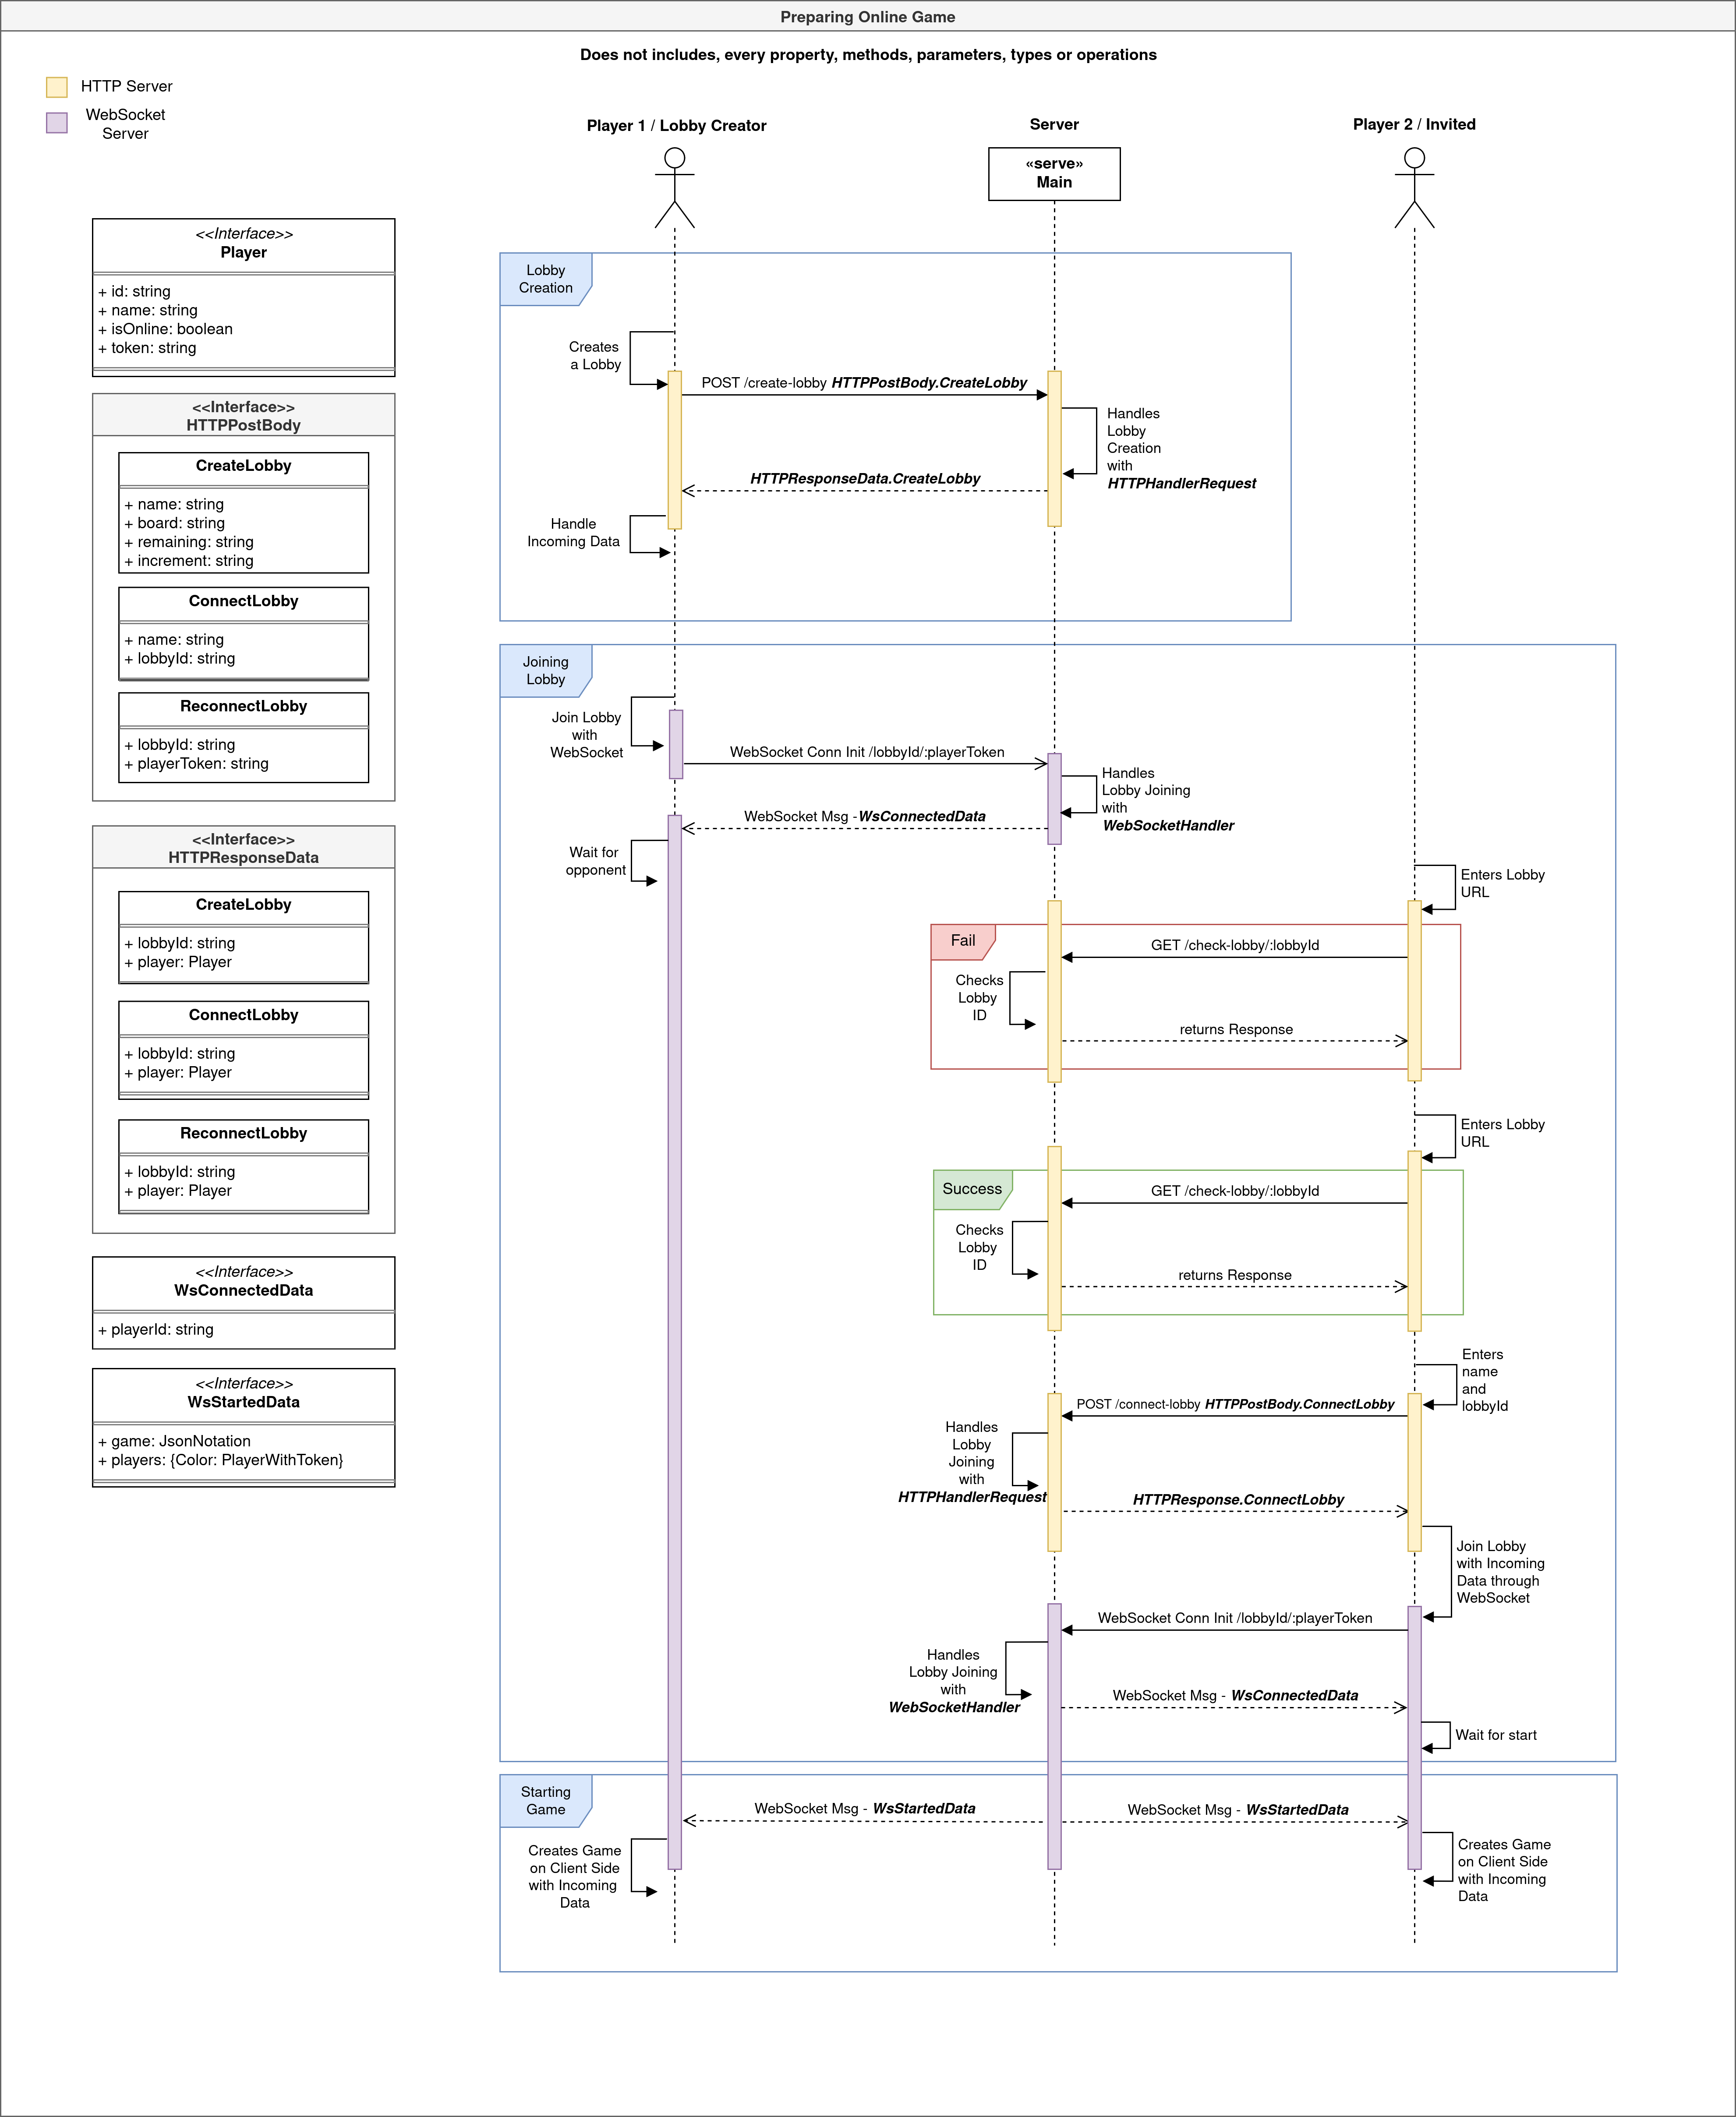 Preparing Online Game
Does not includes, every property, methods, parameters, types or operations
HTTP Server
WebSocket
Server
Player 1 / Lobby Creator
Server
Player 2 / Invited
«serve»
Main
<<Interface>>
Player
+ id: string
+ name: string
+ isOnline: boolean
+ token: string
<<Interface>>
HTTPPostBody
CreateLobby
+ name: string
+ board: string
+ remaining: string
+ increment: string
ConnectLobby
+ name: string
+ lobbyId: string
ReconnectLobby
+ lobbyId: string
+ playerToken: string
<<Interface>>
HTTPResponseData
CreateLobby
+ lobbyId: string
+ player: Player
ConnectLobby
+ lobbyId: string
+ player: Player
ReconnectLobby
+ lobbyId: string
+ player: Player
<<Interface>>
WsConnectedData
+ playerId: string
<<Interface>>
WsStartedData
+ game: JsonNotation
+ players: {Color: PlayerWithToken}
Lobby
Creation
Creates
a Lobby
POST /create-lobby HTTPPostBody.CreateLobby
Handles
Lobby
Creation
with
HTTPHandlerRequest
HTTPResponseData.CreateLobby
Handle
Incoming Data
Joining
Lobby
Join Lobby
with
WebSocket
WebSocket Conn Init /lobbyId/:playerToken
Handles
Lobby Joining
with
WebSocketHandler
WebSocket Msg -WsConnectedData
Wait for
opponent
Enters Lobby
URL
Fail
GET /check-lobby/:lobbyId
Checks
Lobby
ID
returns Response
Enters Lobby
URL
Success
GET /check-lobby/:lobbyId
Checks
Lobby
ID
returns Response
Enters
name
and
lobbyId
POST /connect-lobby HTTPPostBody.ConnectLobby
Handles
Lobby
Joining
with
HTTPHandlerRequest
HTTPResponse.ConnectLobby
Join Lobby
with Incoming
Data through
WebSocket
WebSocket Conn Init /lobbyId/:playerToken
Handles
Lobby Joining
with
WebSocketHandler
WebSocket Msg - WsConnectedData
Wait for start
Starting
Game
WebSocket Msg - WsStartedData
WebSocket Msg - WsStartedData
Creates Game
on Client Side
with Incoming
Data
Creates Game
on Client Side
with Incoming
Data